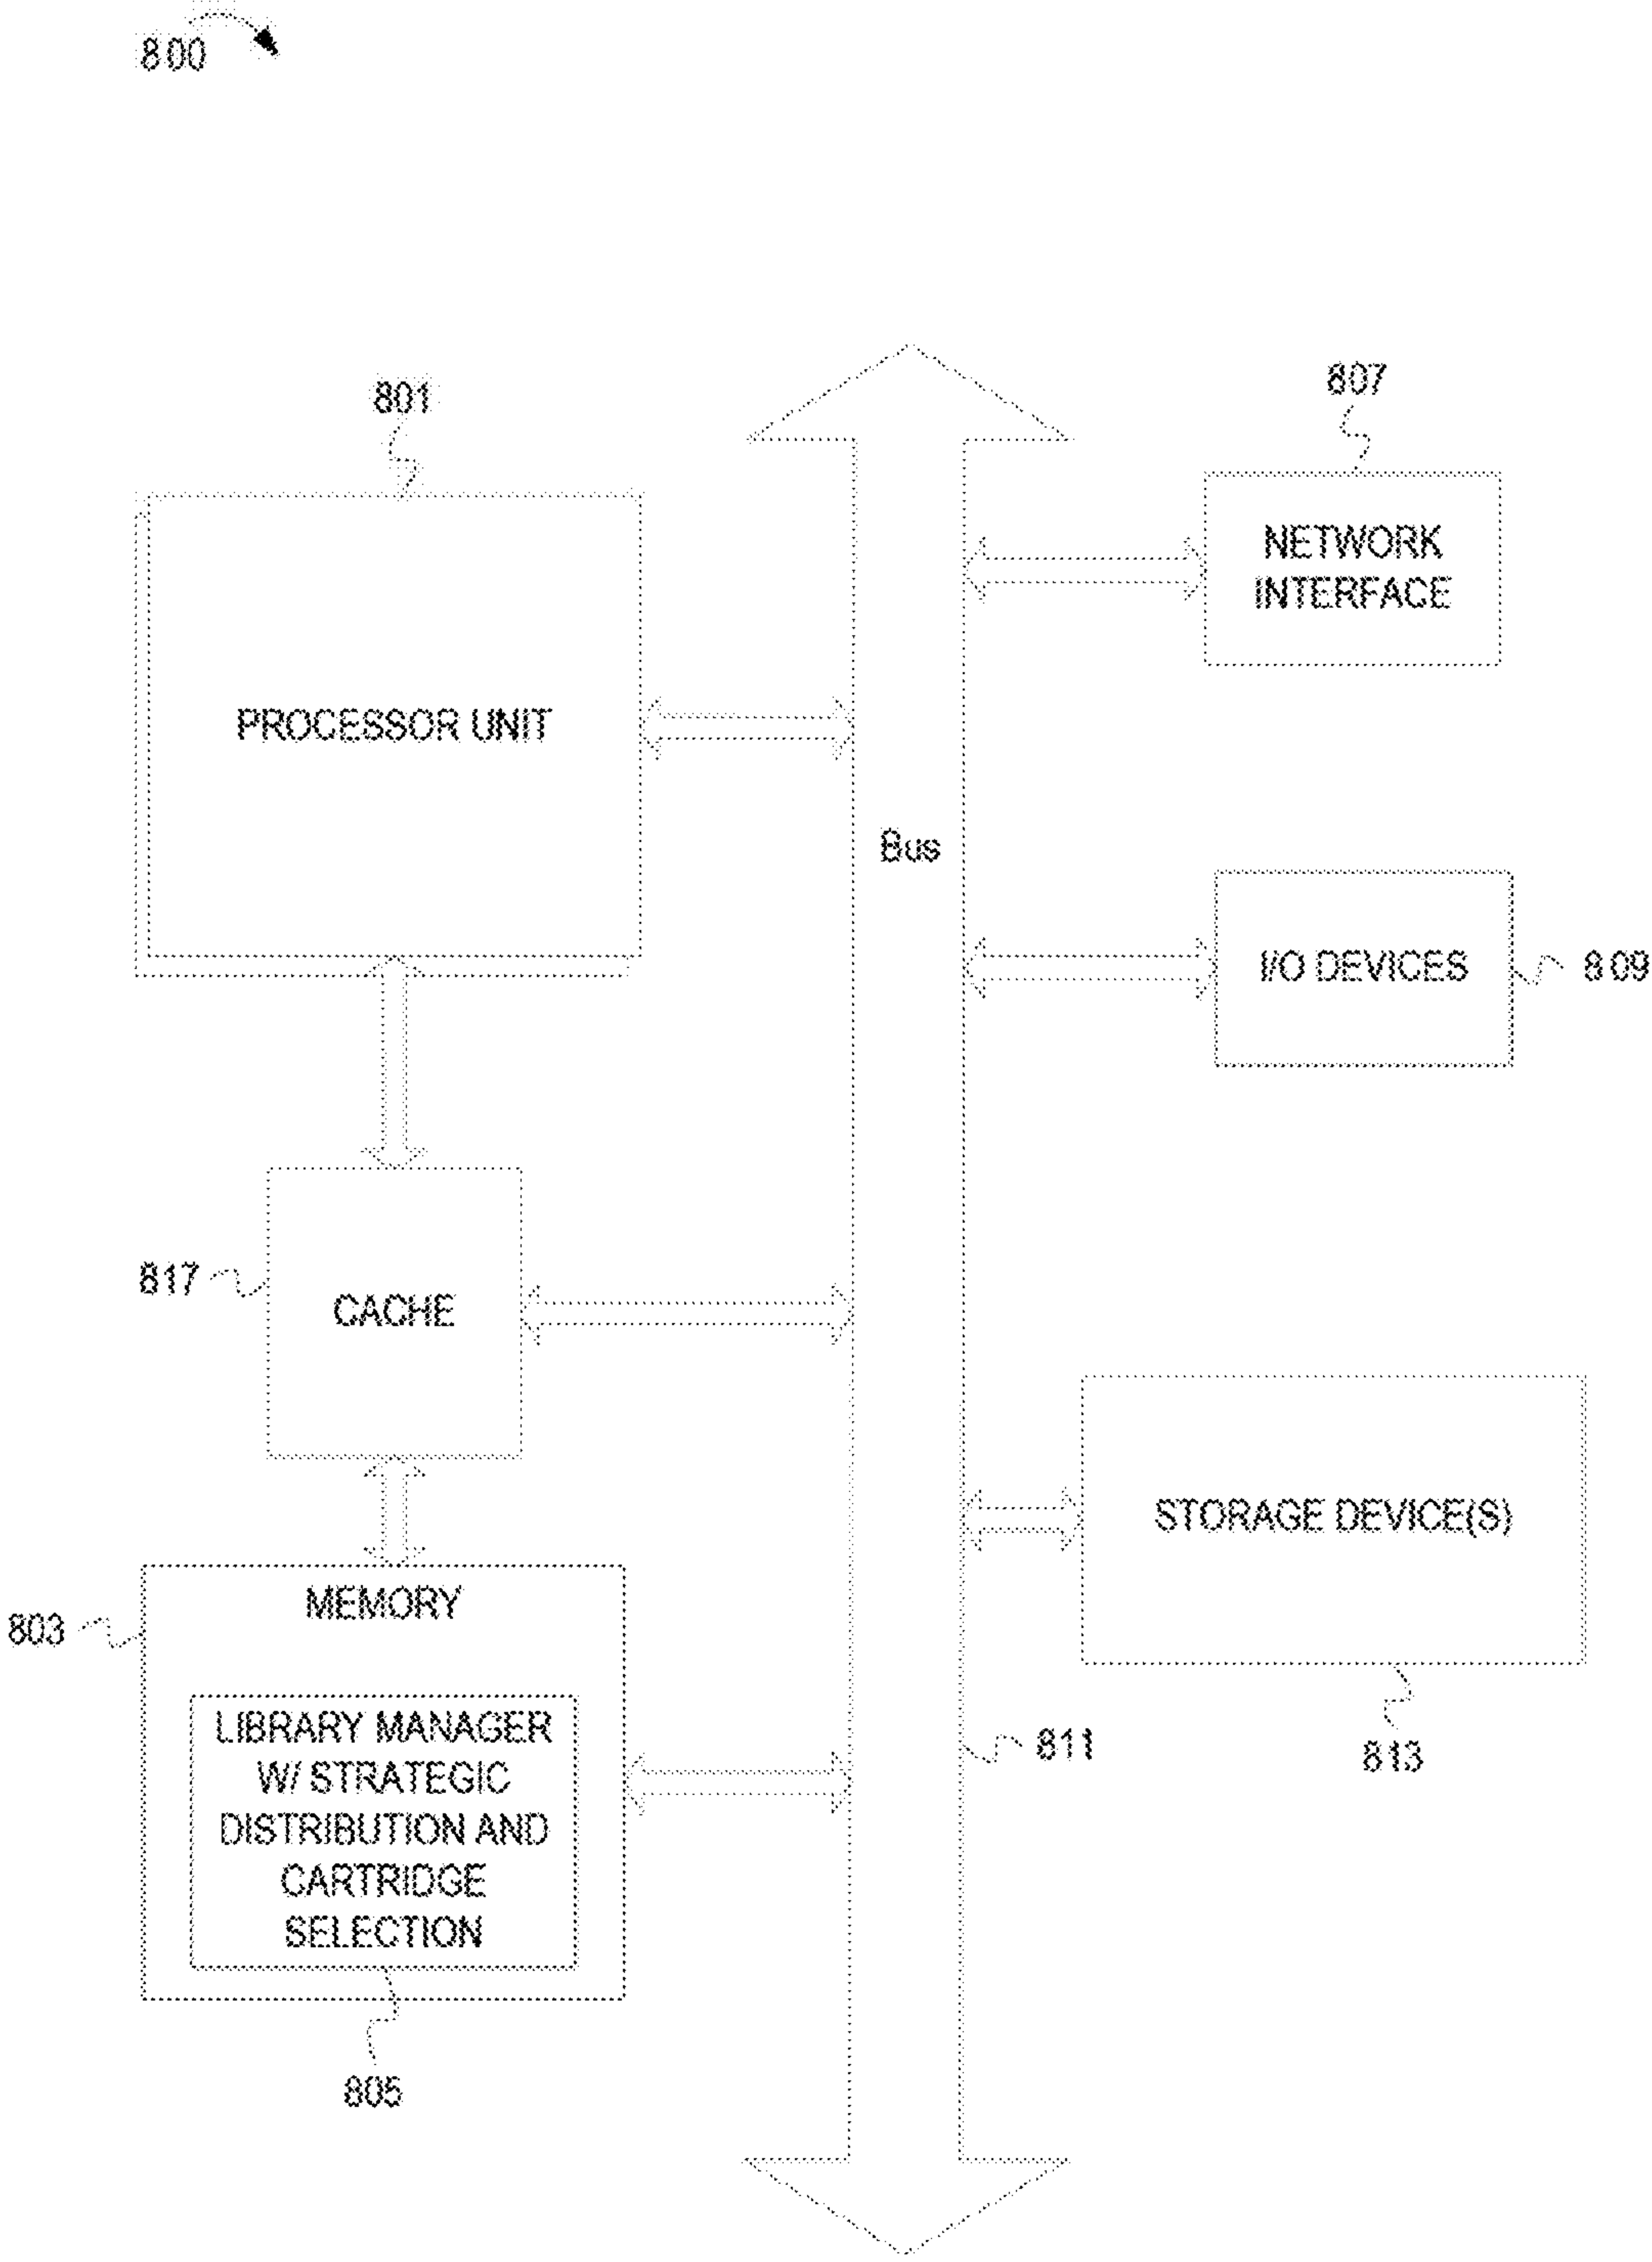 800
801
807
NETWORK
INTERFACE
PROCESSOR UNIT
Bus
I/O DEVICES
809
817
CACHE
STORAGE DEVICE(S)
MEMORY
803
LIBRARY MANAGER
W/ STRATEGIC
DISTRIBUTION AND
CARTRIDGE
SELECTION
811
813
805